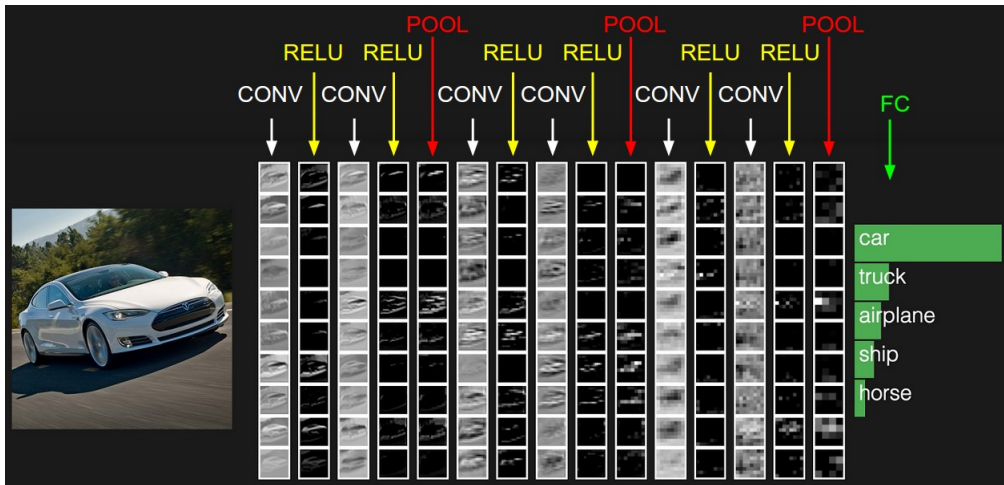 POOL POOL POOL
RELU RELU RELU RELU RELU RELU
CONV CONV CONV CONV CONV CONV
FC
car
truck
airplane
ship
horse